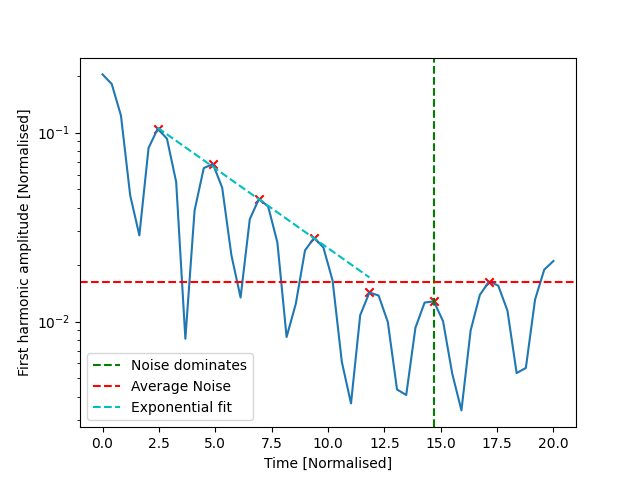 First harmonic amplitude [Normalised]
10⁻¹
10⁻²
Noise dominates
Average Noise
Exponential fit
0.0 2.5 5.0 7.5 10.0 12.5 15.0 17.5 20.0
Time [Normalised]